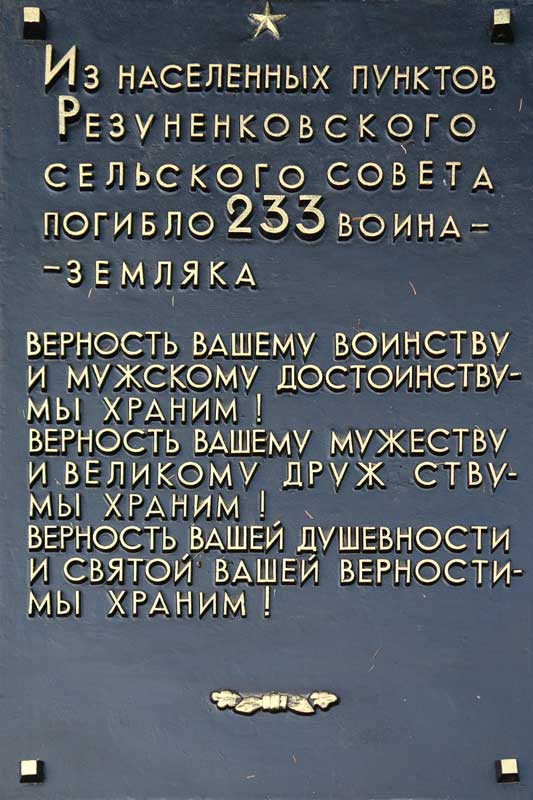 Из населенных пунктов
Резуненковского
сельского совета
погибло 233 воина-
-земляка
ВЕРНОСТЬ ВАШЕМУ ВОИНСТВУ
И МУЖСКОМУ ДОСТОИНСТВУ-
МЫ ХРАНИМ!
ВЕРНОСТЬ ВАШЕМУ МУЖЕСТВУ
И ВЕЛИКОМУ ДРУЖ СТВУ-
МЫ ХРАНИМ!
ВЕРНОСТЬ ВАШЕЙ ДУШЕВНОСТИ
И СВЯТОЙ ВАШЕЙ ВЕРНОСТИ-
МЫ ХРАНИМ!